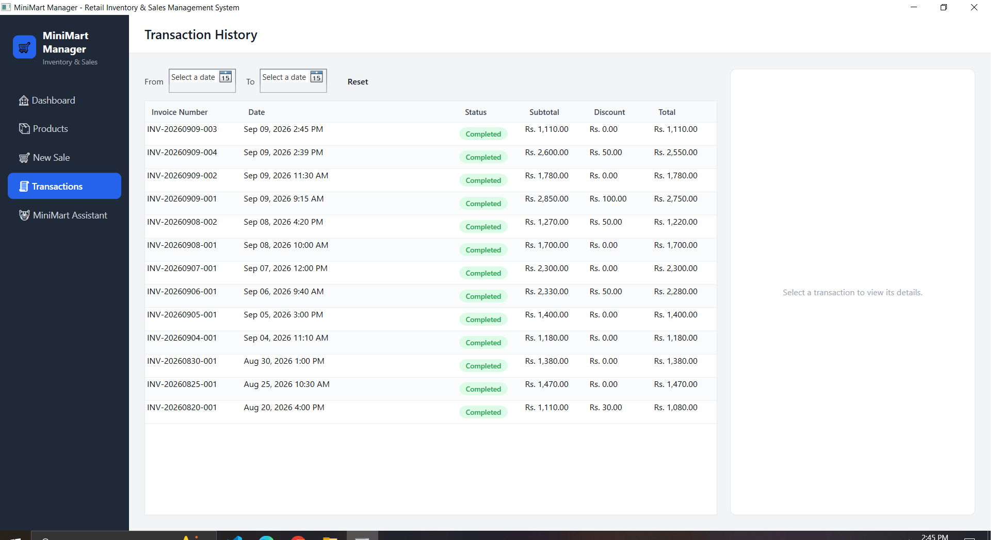 MiniMart Manager - Retail Inventory & Sales Management System
MiniMart
Manager
Inventory & Sales
Dashboard
Products
New Sale
Transactions
MiniMart Assistant
Transaction History
From Select a date 15 To Select a date 15 Reset
Invoice Number Date Status Subtotal Discount Total
INV-20260909-003 Sep 09, 2026 2:45 PM Completed Rs. 1,110.00 Rs. 0.00 Rs. 1,110.00
INV-20260909-004 Sep 09, 2026 2:39 PM Completed Rs. 2,600.00 Rs. 50.00 Rs. 2,550.00
INV-20260909-002 Sep 09, 2026 11:30 AM Completed Rs. 1,780.00 Rs. 0.00 Rs. 1,780.00
INV-20260909-001 Sep 09, 2026 9:15 AM Completed Rs. 2,850.00 Rs. 100.00 Rs. 2,750.00
INV-20260908-002 Sep 08, 2026 4:20 PM Completed Rs. 1,270.00 Rs. 50.00 Rs. 1,220.00
INV-20260908-001 Sep 08, 2026 10:00 AM Completed Rs. 1,700.00 Rs. 0.00 Rs. 1,700.00
INV-20260907-001 Sep 07, 2026 12:00 PM Completed Rs. 2,300.00 Rs. 0.00 Rs. 2,300.00
INV-20260906-001 Sep 06, 2026 9:40 AM Completed Rs. 2,330.00 Rs. 50.00 Rs. 2,280.00
INV-20260905-001 Sep 05, 2026 3:00 PM Completed Rs. 1,400.00 Rs. 0.00 Rs. 1,400.00
INV-20260904-001 Sep 04, 2026 11:10 AM Completed Rs. 1,180.00 Rs. 0.00 Rs. 1,180.00
INV-20260830-001 Aug 30, 2026 1:00 PM Completed Rs. 1,380.00 Rs. 0.00 Rs. 1,380.00
INV-20260825-001 Aug 25, 2026 10:30 AM Completed Rs. 1,470.00 Rs. 0.00 Rs. 1,470.00
INV-20260820-001 Aug 20, 2026 4:00 PM Completed Rs. 1,110.00 Rs. 30.00 Rs. 1,080.00
Select a transaction to view its details.
2:45 PM